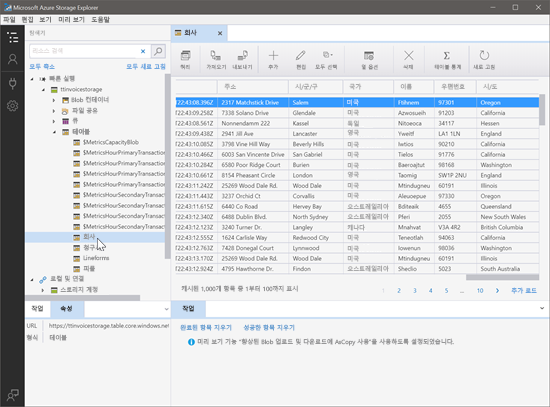 Microsoft Azure Storage Explorer
파일 편집 보기 미리 보기 도움말
탐색기
리소스 검색
모두 축소 모두 새로 고침
빠른 실행
ttinvoicestorage
Blob 컨테이너
파일 공유
큐
테이블
$MetricsCapacityBlob
$MetricsHourPrimaryTransaction
$MetricsHourPrimaryTransaction
$MetricsHourPrimaryTransaction
$MetricsHourSecondaryTransact
$MetricsHourSecondaryTransact
$MetricsHourSecondaryTransact
$MetricsHourSecondaryTransact
회사
청구
Lineforms
피플
로컬 및 연결
스토리지 계정
작업 속성
URL https://ttinvoicestorage.table.core.windows.net
형식 테이블
회사
쿼리 가져오기 내보내기 추가 편집 모두 선택 열 옵션 삭제 테이블 통계 새로 고침
주소 시/군/구 국가 이름 우편번호 시/도
T22:43:08.396Z 2317 Matchstick Drive Salem 미국 Ftihnem 97301 Oregon
T22:43:09.258Z 7338 Solano Drive Glendale 미국 Azwosueih 91203 California
T22:43:08.561Z Nonnendamm 222 Kassel 독일 Nitoeoca 34117 Hessen
T22:43:09.438Z 2941 Jill Ave Lancaster 영국 Yweitf LA1 1LN England
T22:43:10.085Z 3798 Vine Hill Way Beverly Hills 미국 Iwtios 90210 California
T22:43:10.466Z 6003 San Vincente Drive San Gabriel 미국 Tielos 91776 California
T22:43:10.284Z 6580 Poor Ridge Court Burien 미국 Baeroajtut 98168 Washington
T22:43:10.661Z 8154 Pheasant Circle London 영국 Taomig SW1P 2NU England
T22:43:11.242Z 25269 Wood Dale Rd. Wood Dale 미국 Mtindugneu 60191 Illinois
T22:43:11.443Z 3237 Orchid Ct Corvallis 미국 Aleuoepue 97330 Oregon
T22:43:11.615Z 6440 Co Road Hervey Bay 오스트레일리아 Bditeaik 4655 Queensland
T22:43:12.340Z 6488 Dublin Blvd. North Sydney 오스트레일리아 Pferi 2055 New South Wales
T22:43:12.123Z 3240 Turner Dr. Langley 캐나다 Mnahvat V3A 4R2 British Columbia
T22:43:12.555Z 1624 Carlisle Way Redwood City 미국 Teneotlah 94063 California
T22:43:12.763Z 7428 Donegal Court Lynnwood 미국 Iowenun 98036 Washington
T22:43:13.170Z 25269 Wood Dale Rd. Wood Dale 미국 Mtindugneu 60191 Illinois
T22:43:12.924Z 4795 Hawthorne Dr. Findon 오스트레일리아 Sheclio 5023 South Australia
캐시된 1,000개 항목 중 1부터 100까지 표시
1 2 3 4 5 ... 10 추가 로드
작업
완료된 항목 지우기 성공한 항목 지우기
미리 보기 기능 "향상된 Blob 업로드 및 다운로드에 AzCopy 사용"을 사용하도록 설정되었습니다.